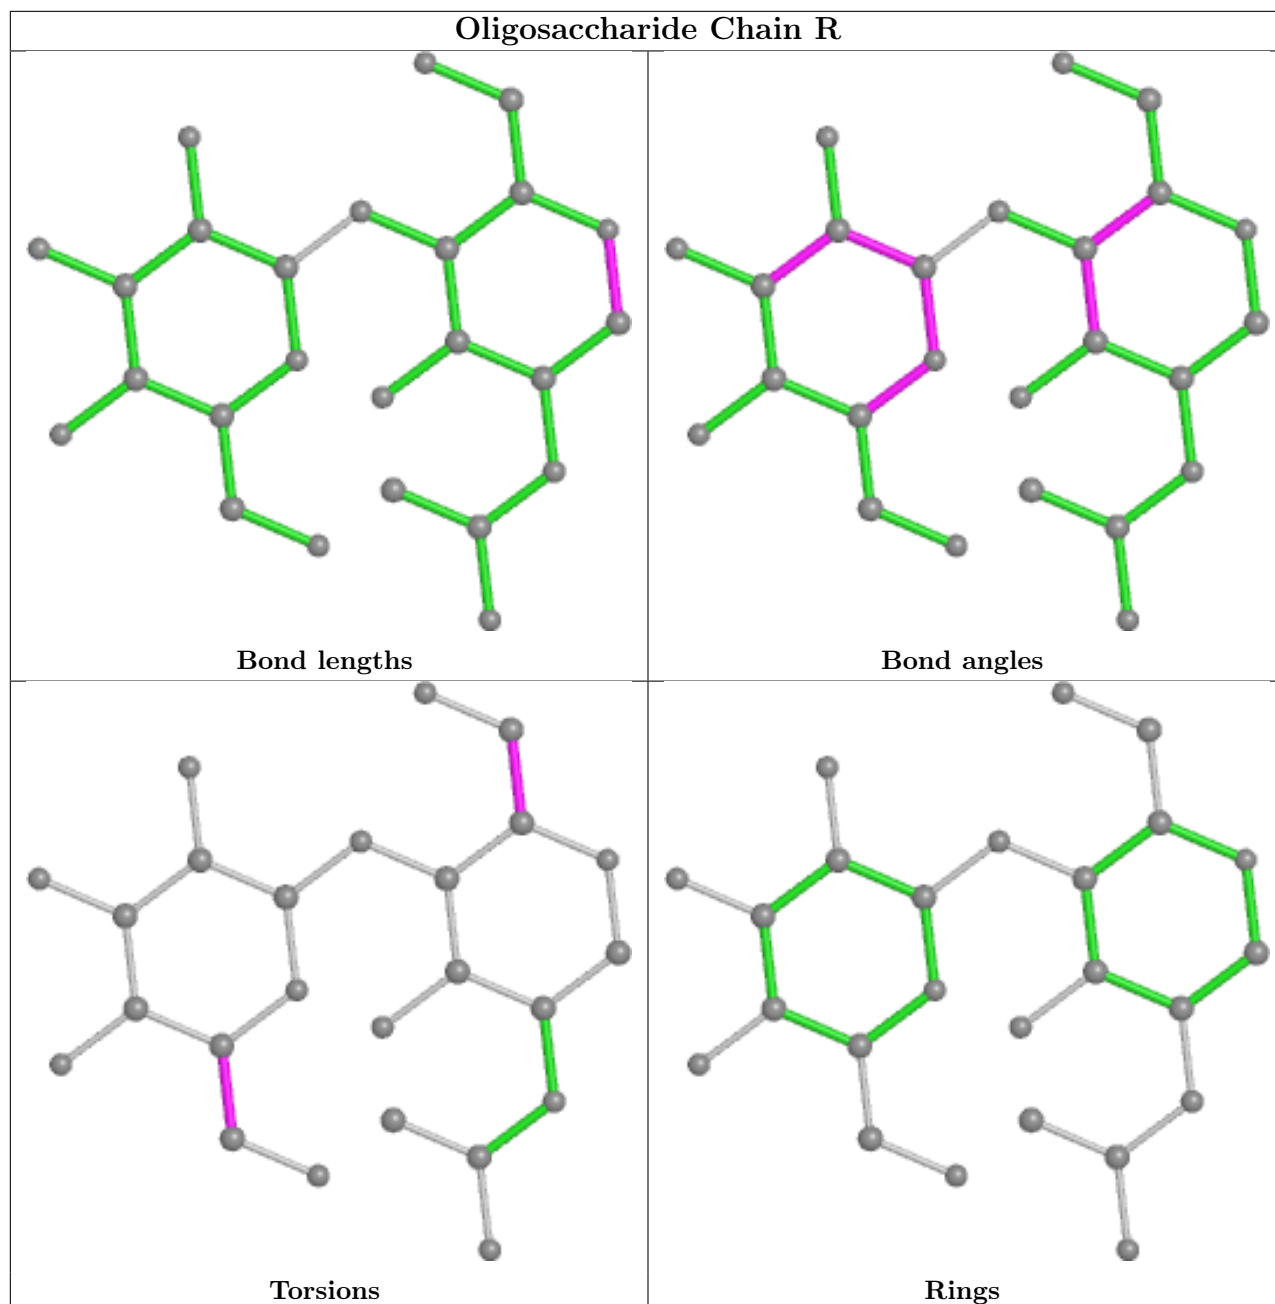 Oligosaccharide Chain R
Bond lengths
Bond angles
Torsions
Rings